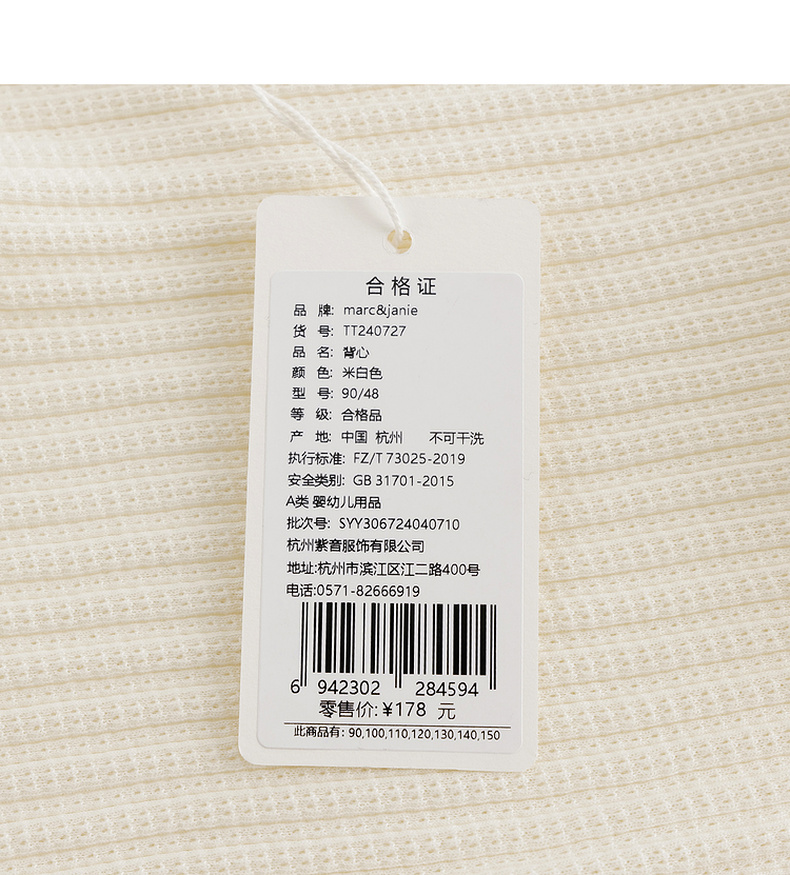 合格证
品 牌: marc&janie
货 号: TT240727
品 名: 背心
颜 色: 米白色
型 号: 90/48
等 级: 合格品
产 地: 中国 杭州 不可干洗
执行标准: FZ/T 73025-2019
安全类别: GB 31701-2015
A类 婴幼儿用品
批次号: SYY306724040710
杭州紫音服饰有限公司
地址:杭州市滨江区江二路400号
电话:0571-82666919
6 942302 284594
零售价:¥178 元
此商品有: 90,100,110,120,130,140,150